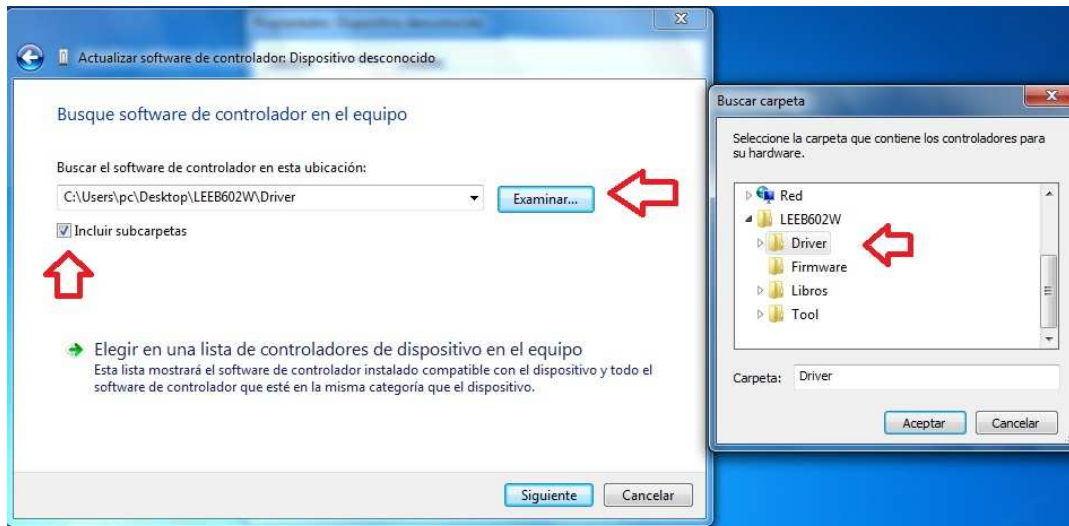 Propiedades: Dispositivo desconocido
Actualizar software de controlador: Dispositivo desconocido
Busque software de controlador en el equipo
Buscar el software de controlador en esta ubicación:
C:\Users\pc\Desktop\LEEB602W\Driver
Examinar...
Incluir subcarpetas
Elegir en una lista de controladores de dispositivo en el equipo
Esta lista mostrará el software de controlador instalado compatible con el dispositivo y todo el
software de controlador que esté en la misma categoría que el dispositivo.
Siguiente
Cancelar
Buscar carpeta
Seleccione la carpeta que contiene los controladores para
su hardware.
Red
LEEB602W
Driver
Firmware
Libros
Tool
Carpeta:
Driver
Aceptar
Cancelar